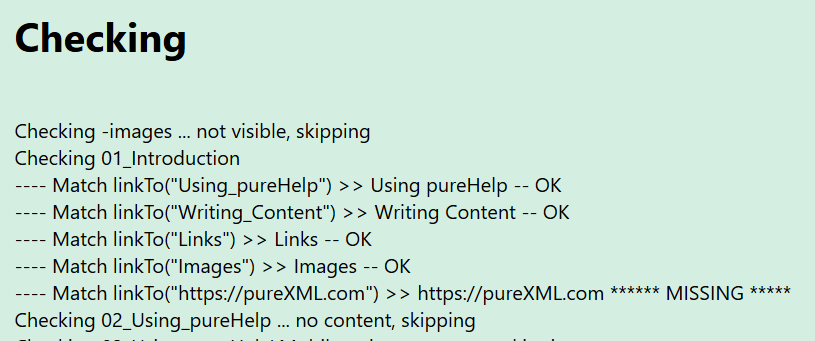 Checking
Checking -images ... not visible, skipping
Checking 01_Introduction
---- Match linkTo("Using_pureHelp") >> Using pureHelp -- OK
---- Match linkTo("Writing_Content") >> Writing Content -- OK
---- Match linkTo("Links") >> Links -- OK
---- Match linkTo("Images") >> Images -- OK
---- Match linkTo("https://pureXML.com") >> https://pureXML.com ****** MISSING *****
Checking 02_Using_pureHelp ... no content, skipping